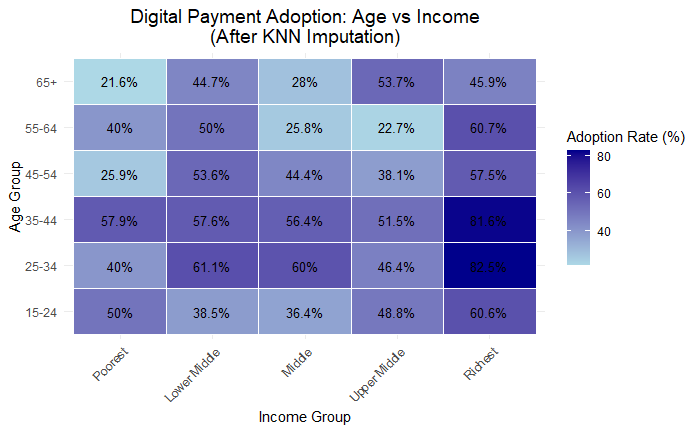 Digital Payment Adoption: Age vs Income
(After KNN Imputation)
65+ 21.6% 44.7% 28% 53.7% 45.9%
55-64 40% 50% 25.8% 22.7% 60.7%
45-54 25.9% 53.6% 44.4% 38.1% 57.5%
35-44 57.9% 57.6% 56.4% 51.5% 81.6%
25-34 40% 61.1% 60% 46.4% 82.5%
15-24 50% 38.5% 36.4% 48.8% 60.6%
Poorest Lower Middle Middle Upper Middle Richest
Income Group
Age Group
Adoption Rate (%)
80
60
40